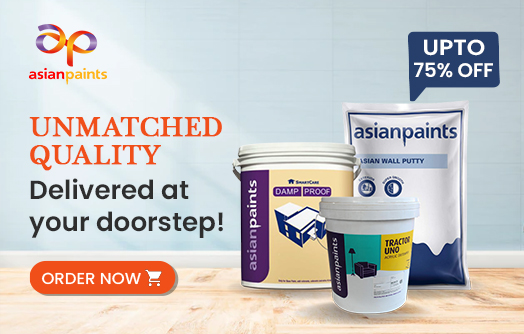 asianpaints
UPTO
75% OFF
UNMATCHED
QUALITY
Delivered at
your doorstep!
ORDER NOW
asianpaints
SMARTCARE
DAMP PROOF
asianpaints
ASIAN WALL PUTTY
asianpaints
TRACTOR
UNO